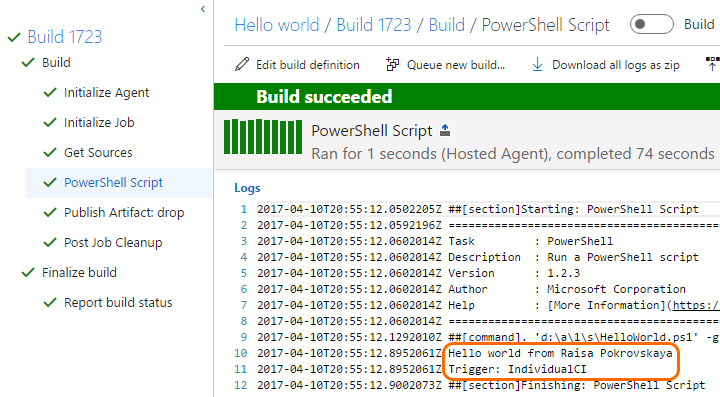 Build 1723
Build
Initialize Agent
Initialize Job
Get Sources
PowerShell Script
Publish Artifact: drop
Post Job Cleanup
Finalize build
Report build status
Hello world / Build 1723 / Build / PowerShell Script Build
Edit build definition Queue new build... Download all logs as zip
Build succeeded
PowerShell Script
Ran for 1 seconds (Hosted Agent), completed 74 seconds
Logs
1 2017-04-10T20:55:12.0502205Z ##[section]Starting: PowerShell Script
2 2017-04-10T20:55:12.0592196Z ==============================================
3 2017-04-10T20:55:12.0602014Z Task : PowerShell
4 2017-04-10T20:55:12.0602014Z Description : Run a PowerShell script
5 2017-04-10T20:55:12.0602014Z Version : 1.2.3
6 2017-04-10T20:55:12.0602014Z Author : Microsoft Corporation
7 2017-04-10T20:55:12.0602014Z Help : [More Information](https:/
8 2017-04-10T20:55:12.0602014Z ==============================================
9 2017-04-10T20:55:12.1292010Z ##[command]. 'd:\a\1\s\HelloWorld.ps1' -g
10 2017-04-10T20:55:12.8952061Z Hello world from Raisa Pokrovskaya
11 2017-04-10T20:55:12.8952061Z Trigger: IndividualCI
12 2017-04-10T20:55:12.9002073Z ##[section]Finishing: PowerShell Script